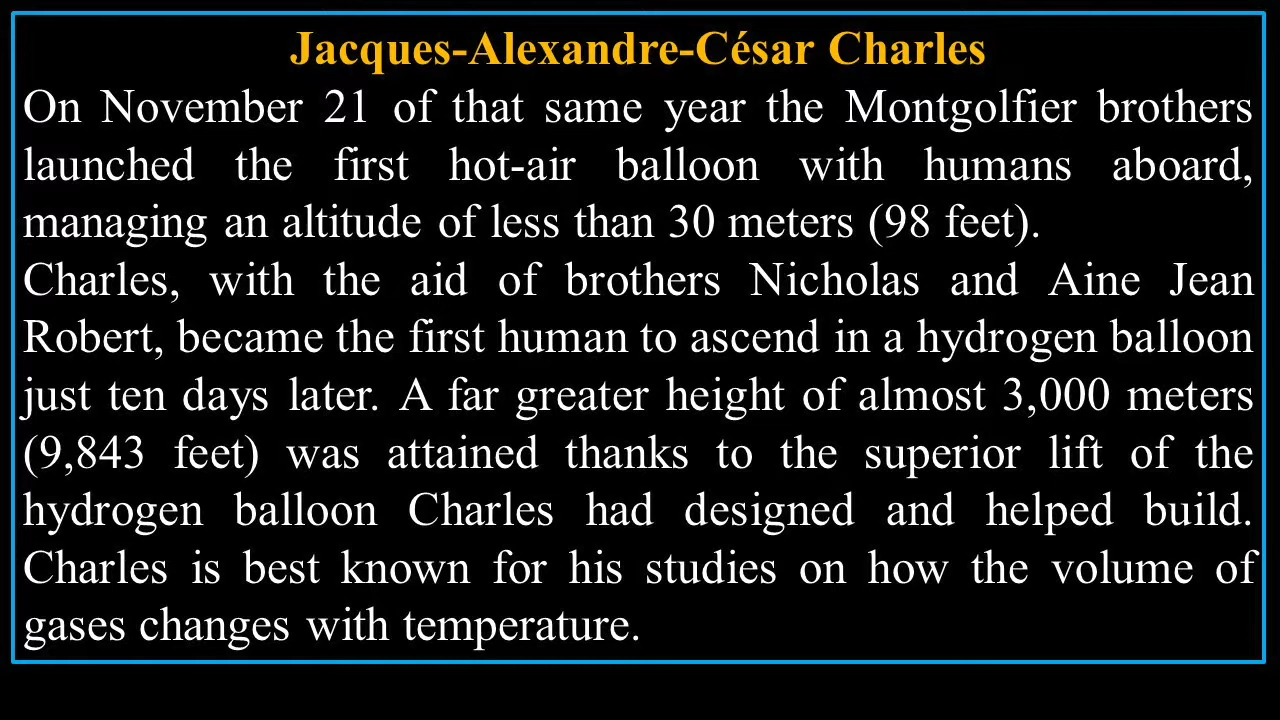 Jacques-Alexandre-César Charles
On November 21 of that same year the Montgolfier brothers
launched the first hot-air balloon with humans aboard,
managing an altitude of less than 30 meters (98 feet).
Charles, with the aid of brothers Nicholas and Aine Jean
Robert, became the first human to ascend in a hydrogen balloon
just ten days later. A far greater height of almost 3,000 meters
(9,843 feet) was attained thanks to the superior lift of the
hydrogen balloon Charles had designed and helped build.
Charles is best known for his studies on how the volume of
gases changes with temperature.